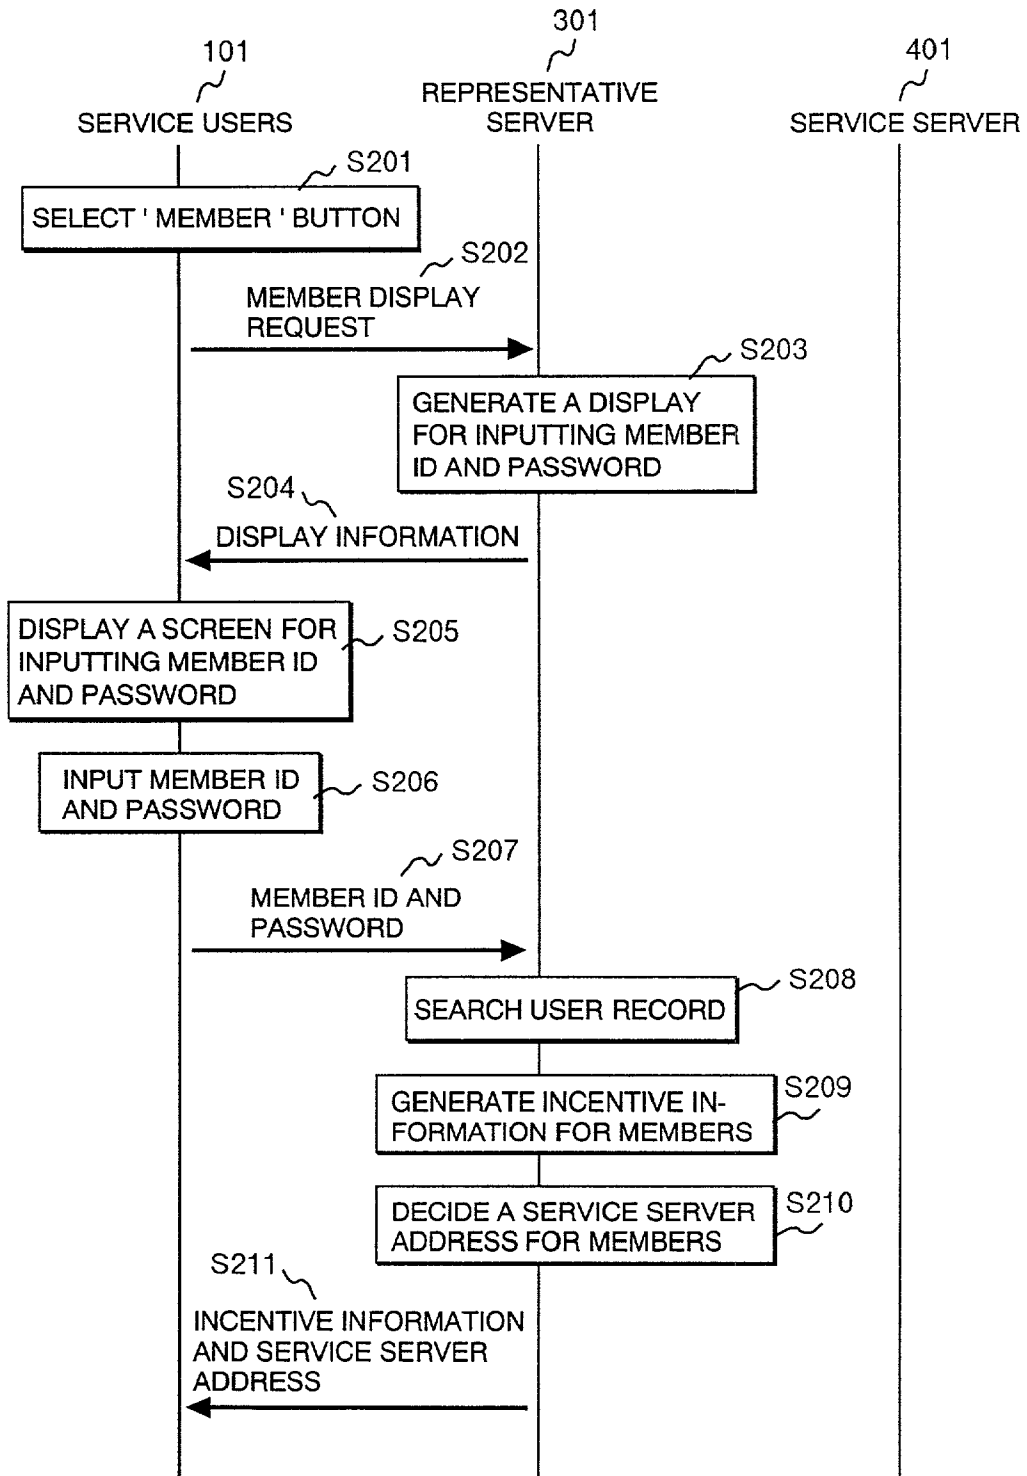 301
101
401
REPRESENTATIVE
SERVER
SERVICE USERS
SERVICE SERVER
S201
SELECT ' MEMBER ' BUTTON
S202
MEMBER DISPLAY
REQUEST
S203
GENERATE A DISPLAY
FOR INPUTTING MEMBER
ID AND PASSWORD
S204
DISPLAY INFORMATION
DISPLAY A SCREEN FOR
INPUTTING MEMBER ID
AND PASSWORD
S205
INPUT MEMBER ID
AND PASSWORD
S206
S207
MEMBER ID AND
PASSWORD
S208
SEARCH USER RECORD
S209
GENERATE INCENTIVE IN-
FORMATION FOR MEMBERS
S210
DECIDE A SERVICE SERVER
ADDRESS FOR MEMBERS
S211
INCENTIVE INFORMATION
AND SERVICE SERVER
ADDRESS